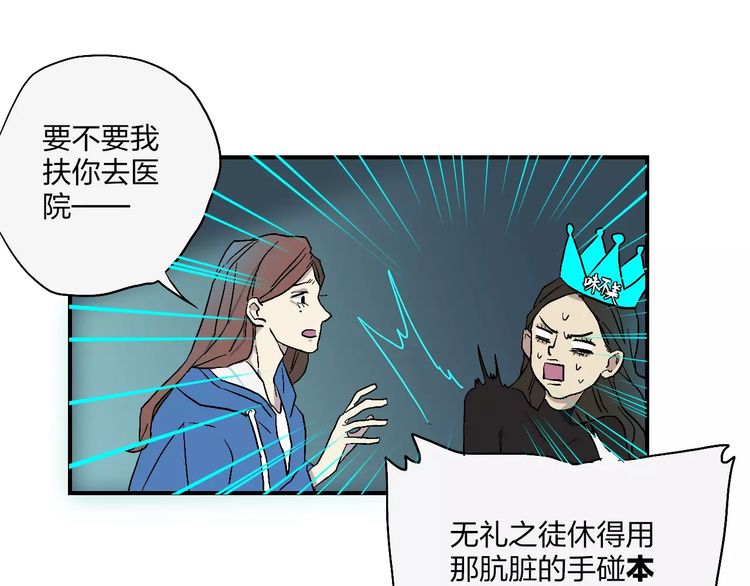 要不要我
扶你去医
院——
无礼之徒休得用
那肮脏的手碰本